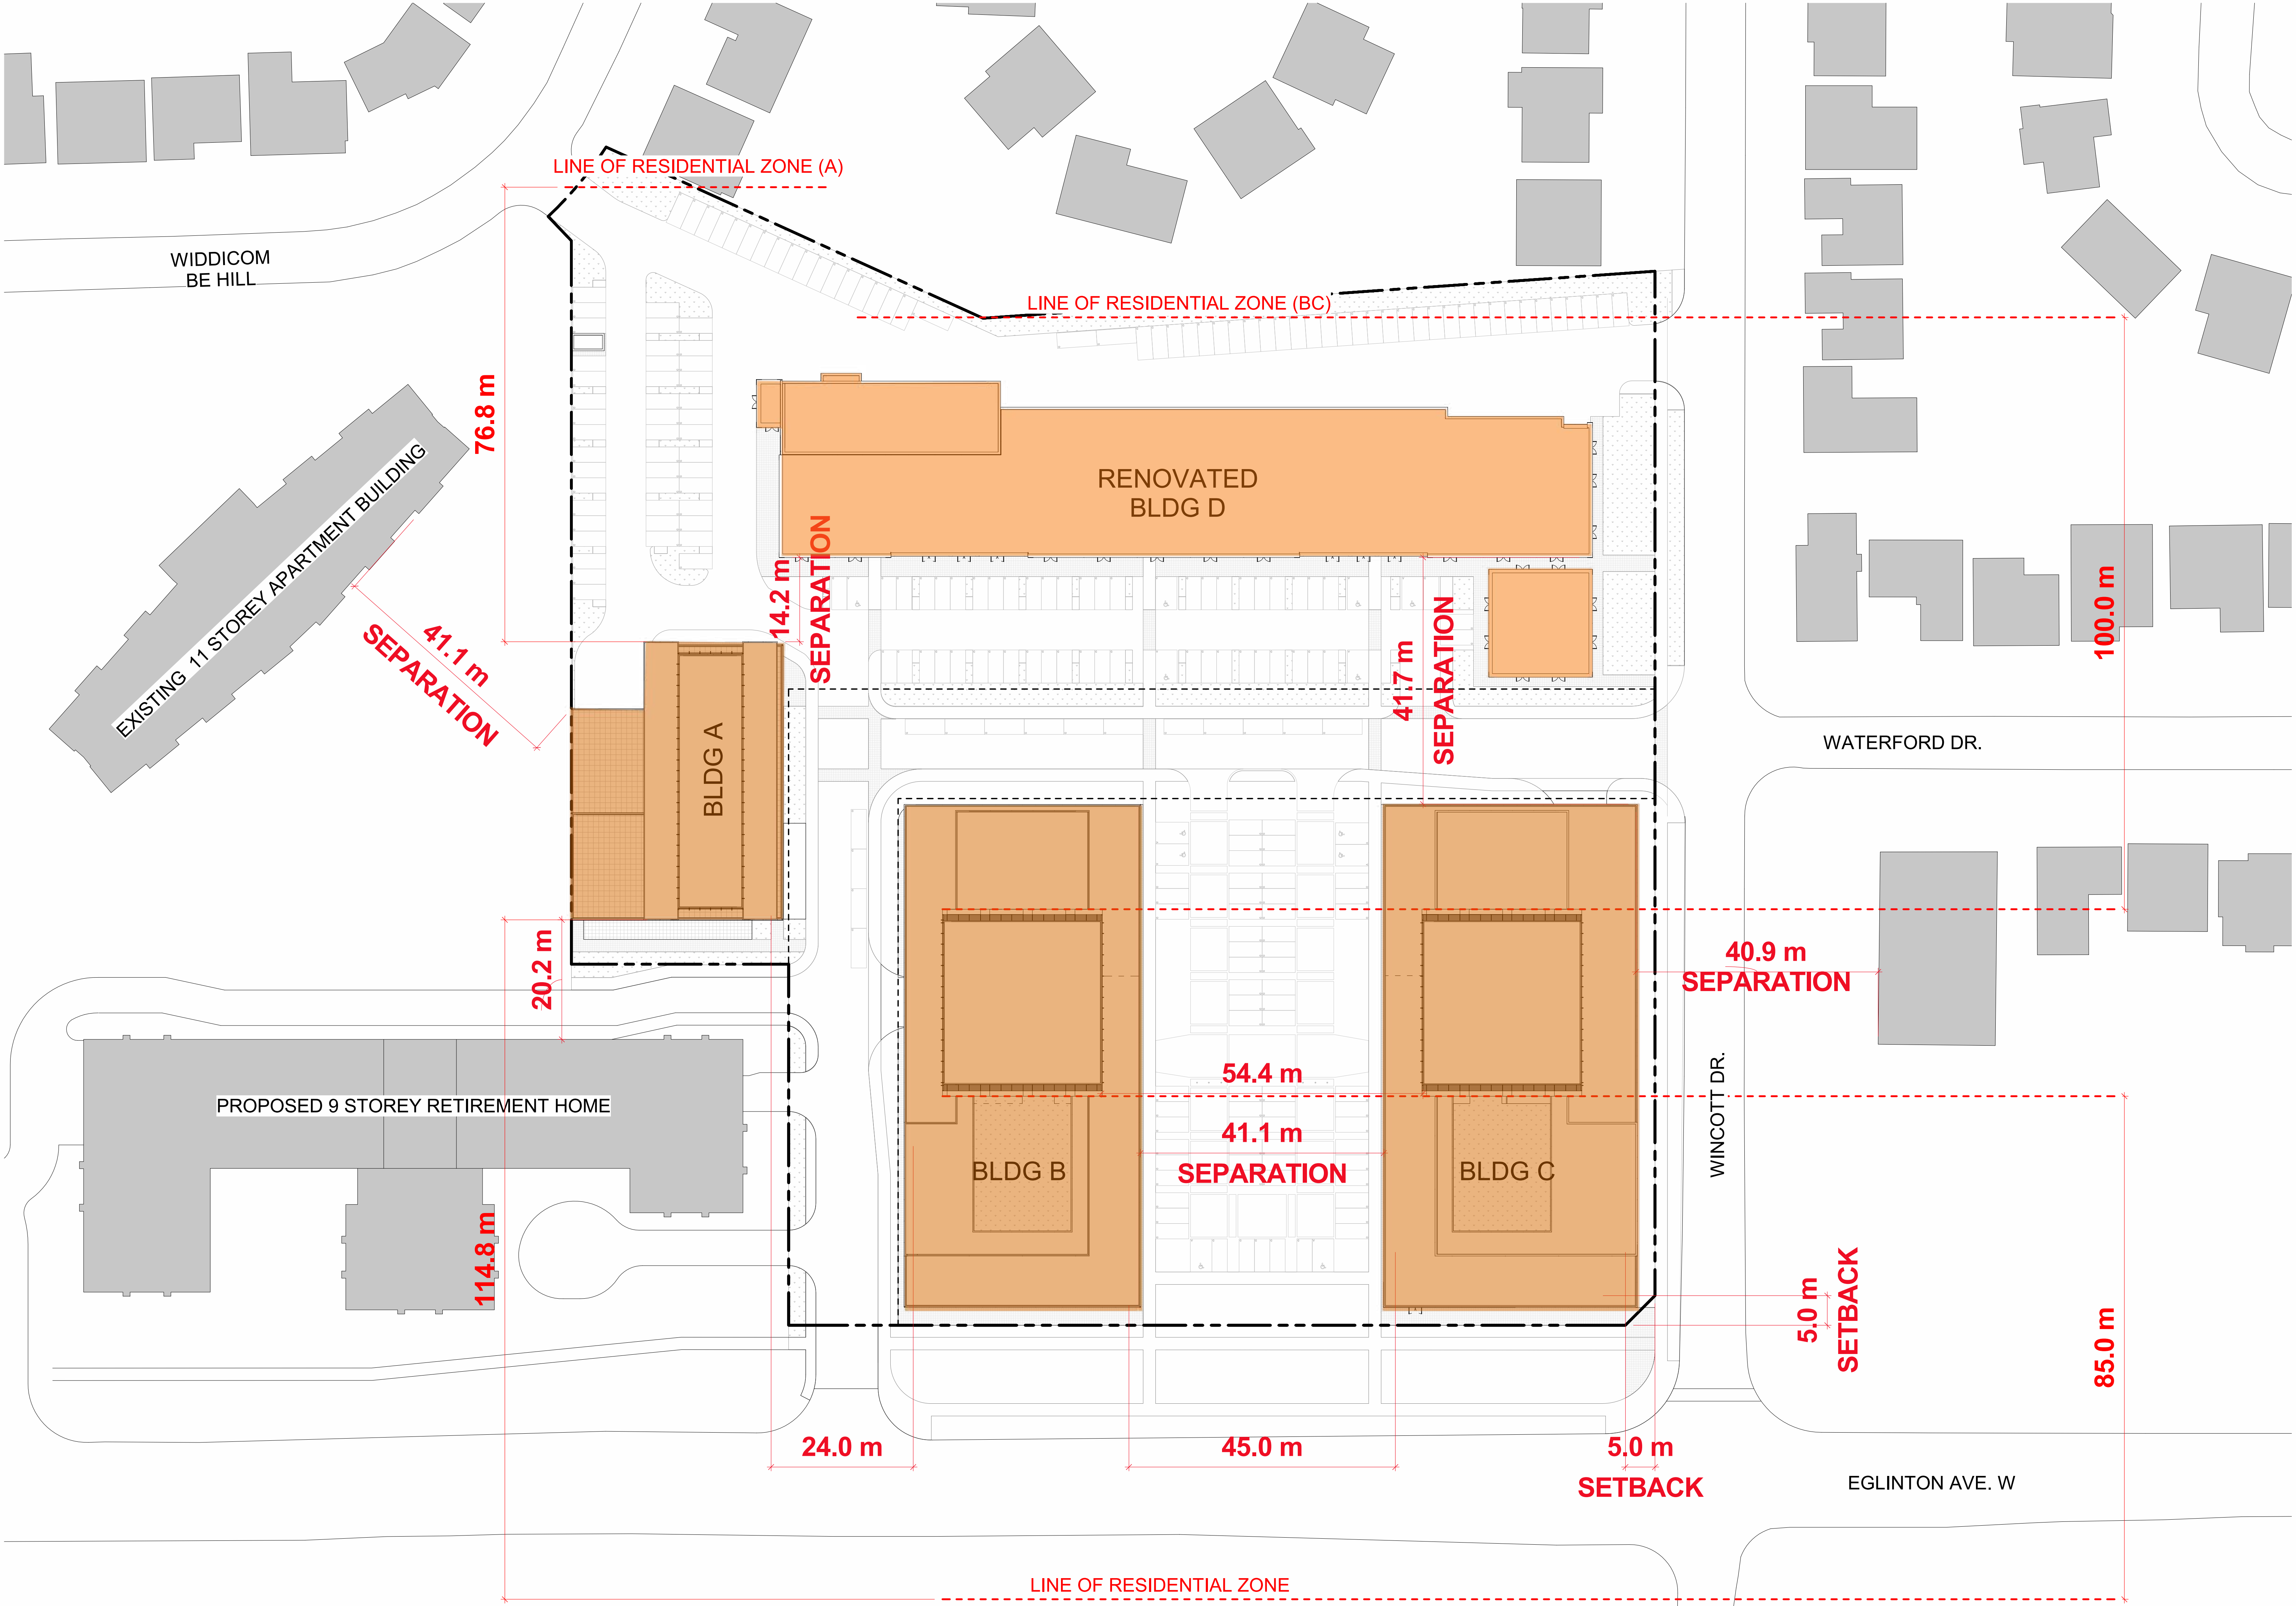 LINE OF RESIDENTIAL ZONE (A)
WIDDICOM
BE HILL
LINE OF RESIDENTIAL ZONE (BC)
76.8 m
EXISTING 11 STOREY APARTMENT BUILDING
41.1 m
SEPARATION
RENOVATED
BLDG D
14.2 m
SEPARATION
41.7 m
SEPARATION
100.0 m
BLDG A
WATERFORD DR.
20.2 m
40.9 m
SEPARATION
PROPOSED 9 STOREY RETIREMENT HOME
54.4 m
41.1 m
SEPARATION
BLDG B
BLDG C
WINCOTT DR.
114.8 m
5.0 m
SETBACK
85.0 m
24.0 m
45.0 m
5.0 m
SETBACK
EGLINTON AVE. W
LINE OF RESIDENTIAL ZONE